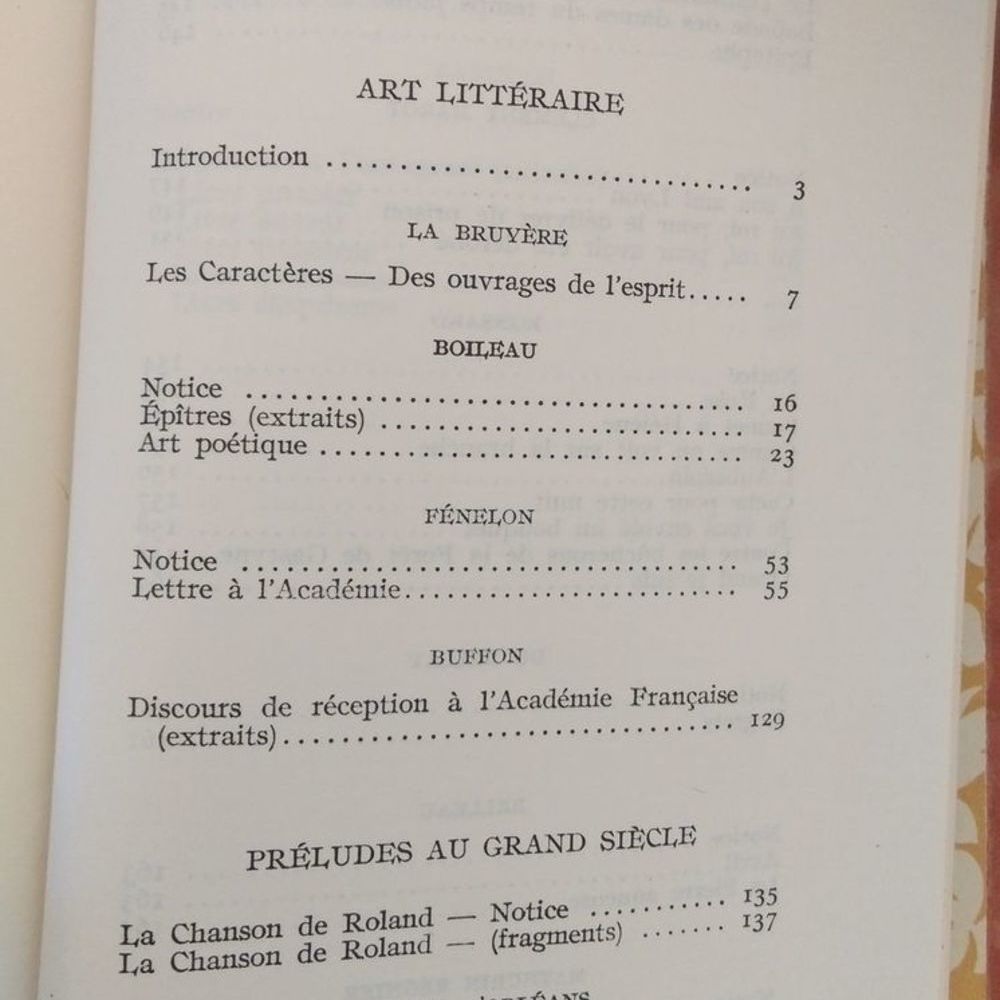 ART LITTÉRAIRE
Introduction .............................. 3
LA BRUYÈRE
Les Caractères — Des ouvrages de l'esprit..... 7
BOILEAU
Notice .................................. 16
Épîtres (extraits) ......................... 17
Art poétique ............................. 23
FÉNELON
Notice .................................. 53
Lettre à l'Académie........................ 55
BUFFON
Discours de réception à l'Académie Française
(extraits)................................ 129
PRÉLUDES AU GRAND SIÈCLE
La Chanson de Roland — Notice ........... 135
La Chanson de Roland — (fragments) ....... 137